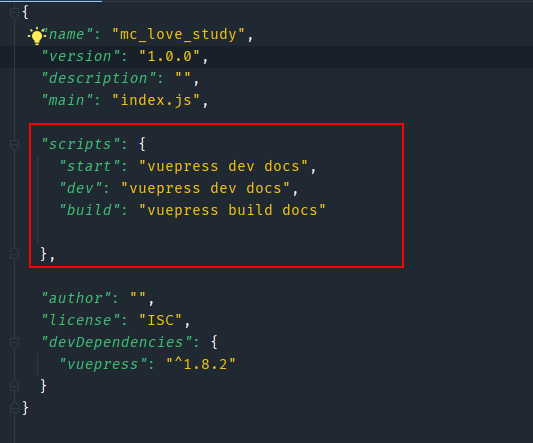 {
"name": "mc_love_study",
"version": "1.0.0",
"description": "",
"main": "index.js",
"scripts": {
"start": "vuepress dev docs",
"dev": "vuepress dev docs",
"build": "vuepress build docs"
},
"author": "",
"license": "ISC",
"devDependencies": {
"vuepress": "^1.8.2"
}
}